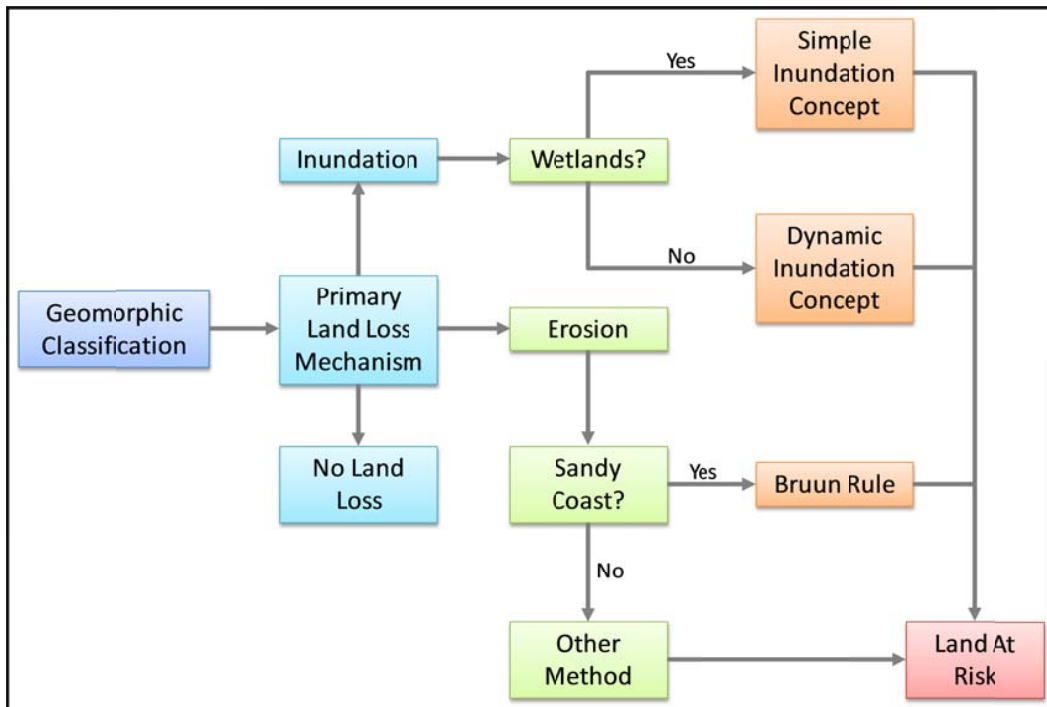 Simple
Inundation
Concept
Yes
Inundation
Wetlands?
Dynamic
Inundation
Concept
No
Geomorphic
Classification
Primary
Land Loss
Mechanism
Erosion
No Land
Loss
Sandy
Coast?
Yes
Bruun Rule
No
Other
Method
Land At
Risk